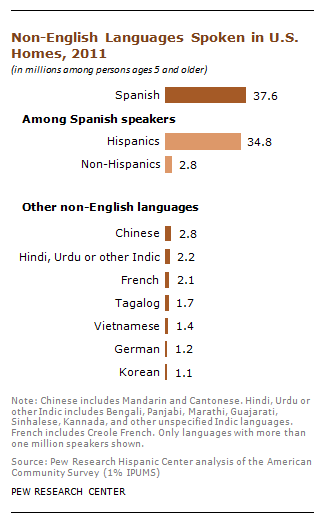 Non-English Languages Spoken in U.S.
Homes, 2011
(in millions among persons ages 5 and older)
Spanish 37.6
Among Spanish speakers
Hispanics 34.8
Non-Hispanics 2.8
Other non-English languages
Chinese 2.8
Hindi, Urdu or other Indic 2.2
French 2.1
Tagalog 1.7
Vietnamese 1.4
German 1.2
Korean 1.1
Note: Chinese includes Mandarin and Cantonese. Hindi, Urdu or
other Indic includes Bengali, Panjabi, Marathi, Guajarati,
Sinhalese, Kannada, and other unspecified Indic languages.
French includes Creole French. Only languages with more than
one million speakers shown.
Source: Pew Research Hispanic Center analysis of the American
Community Survey (1% IPUMS)
PEW RESEARCH CENTER